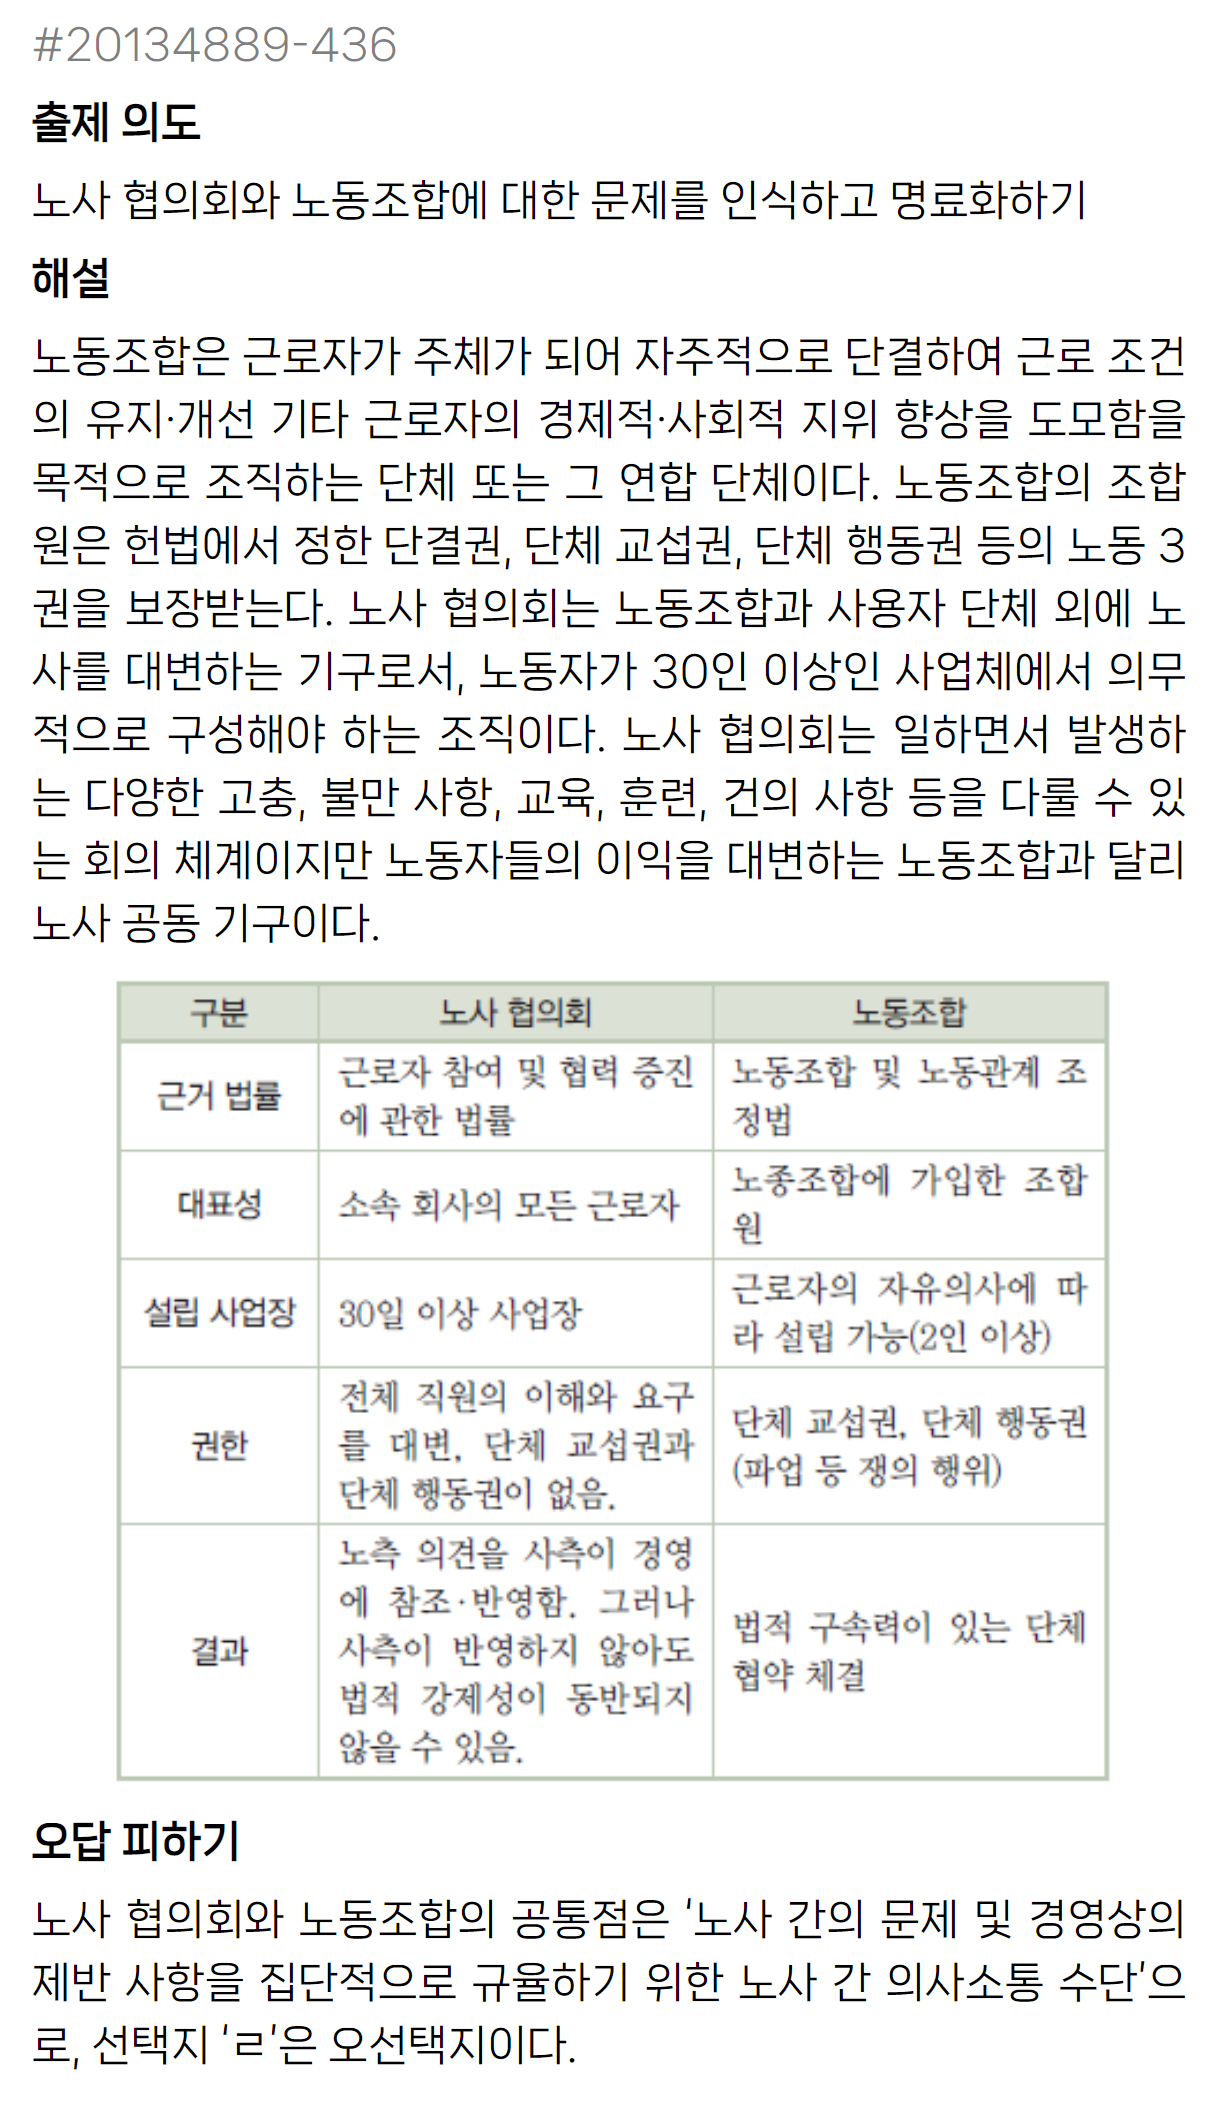 #20134889-436
출제 의도
노사 협의회와 노동조합에 대한 문제를 인식하고 명료화하기
해설
노동조합은 근로자가 주체가 되어 자주적으로 단결하여 근로 조건
의 유지·개선 기타 근로자의 경제적·사회적 지위 향상을 도모함을
목적으로 조직하는 단체 또는 그 연합 단체이다. 노동조합의 조합
원은 헌법에서 정한 단결권, 단체 교섭권, 단체 행동권 등의 노동 3
권을 보장받는다. 노사 협의회는 노동조합과 사용자 단체 외에 노
사를 대변하는 기구로서, 노동자가 30인 이상인 사업체에서 의무
적으로 구성해야 하는 조직이다. 노사 협의회는 일하면서 발생하
는 다양한 고충, 불만 사항, 교육, 훈련, 건의 사항 등을 다룰 수 있
는 회의 체계이지만 노동자들의 이익을 대변하는 노동조합과 달리
노사 공동 기구이다.
구분 노사 협의회 노동조합
근거 법률
근로자 참여 및 협력 증진
에 관한 법률
노동조합 및 노동관계 조
정법
대표성
소속 회사의 모든 근로자
노종조합에 가입한 조합
원
설립 사업장
30일 이상 사업장
근로자의 자유의사에 따
라 설립 가능(2인 이상)
권한
전체 직원의 이해와 요구
를 대변, 단체 교섭권과
단체 행동권이 없음.
단체 교섭권, 단체 행동권
(파업 등 쟁의 행위)
결과
노측 의견을 사측이 경영
에 참조·반영함. 그러나
사측이 반영하지 않아도
법적 강제성이 동반되지
않을 수 있음.
법적 구속력이 있는 단체
협약 체결
오답 피하기
노사 협의회와 노동조합의 공통점은 '노사 간의 문제 및 경영상의
제반 사항을 집단적으로 규율하기 위한 노사 간 의사소통 수단'으
로, 선택지 'ㄹ'은 오선택지이다.